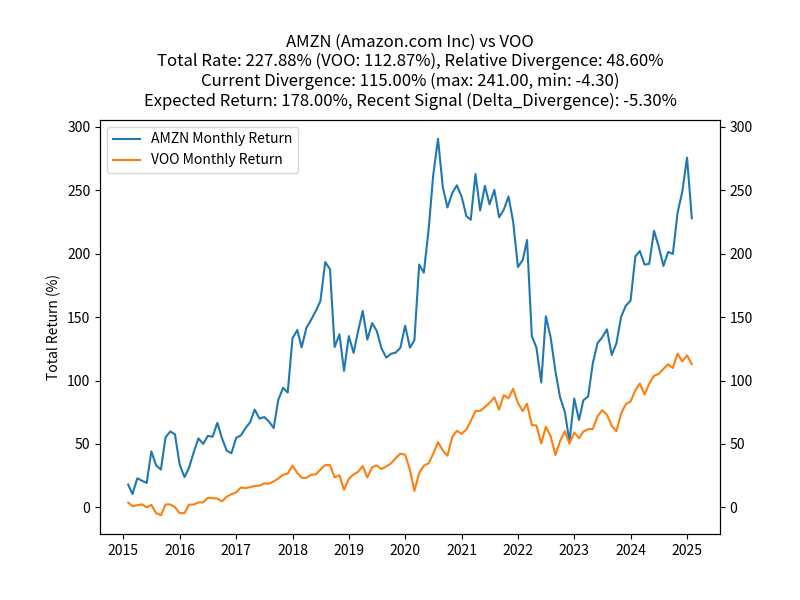 AMZN (Amazon.com Inc) vs VOO
Total Rate: 227.88% (VOO: 112.87%), Relative Divergence: 48.60%
Current Divergence: 115.00% (max: 241.00, min: -4.30)
Expected Return: 178.00%, Recent Signal (Delta_Divergence): -5.30%
AMZN Monthly Return
VOO Monthly Return
Total Return (%)
300 300
250 250
200 200
150 150
100 100
50 50
0 0
2015 2016 2017 2018 2019 2020 2021 2022 2023 2024 2025